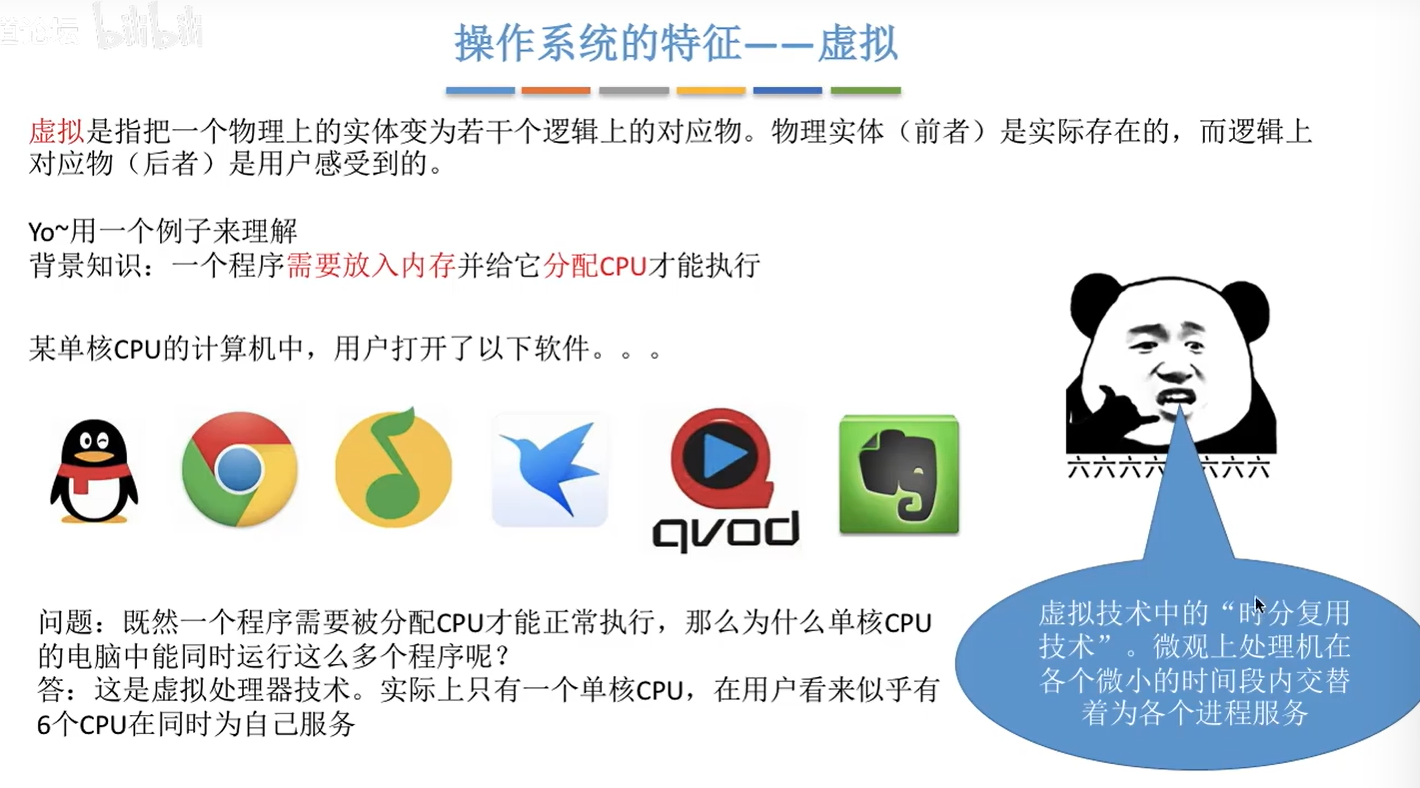 道论坛 bilibili
操作系统的特征——虚拟
虚拟是指把一个物理上的实体变为若干个逻辑上的对应物。物理实体（前者）是实际存在的，而逻辑上
对应物（后者）是用户感受到的。
Yo~用一个例子来理解
背景知识：一个程序需要放入内存并给它分配CPU才能执行
某单核CPU的计算机中，用户打开了以下软件。。。
qvod
六六六六六六六
问题：既然一个程序需要被分配CPU才能正常执行，那么为什么单核CPU
的电脑中能同时运行这么多个程序呢？
答：这是虚拟处理器技术。实际上只有一个单核CPU，在用户看来似乎有
6个CPU在同时为自己服务
虚拟技术中的“时分复用
技术”。微观上处理机在
各个微小的时间段内交替
着为各个进程服务